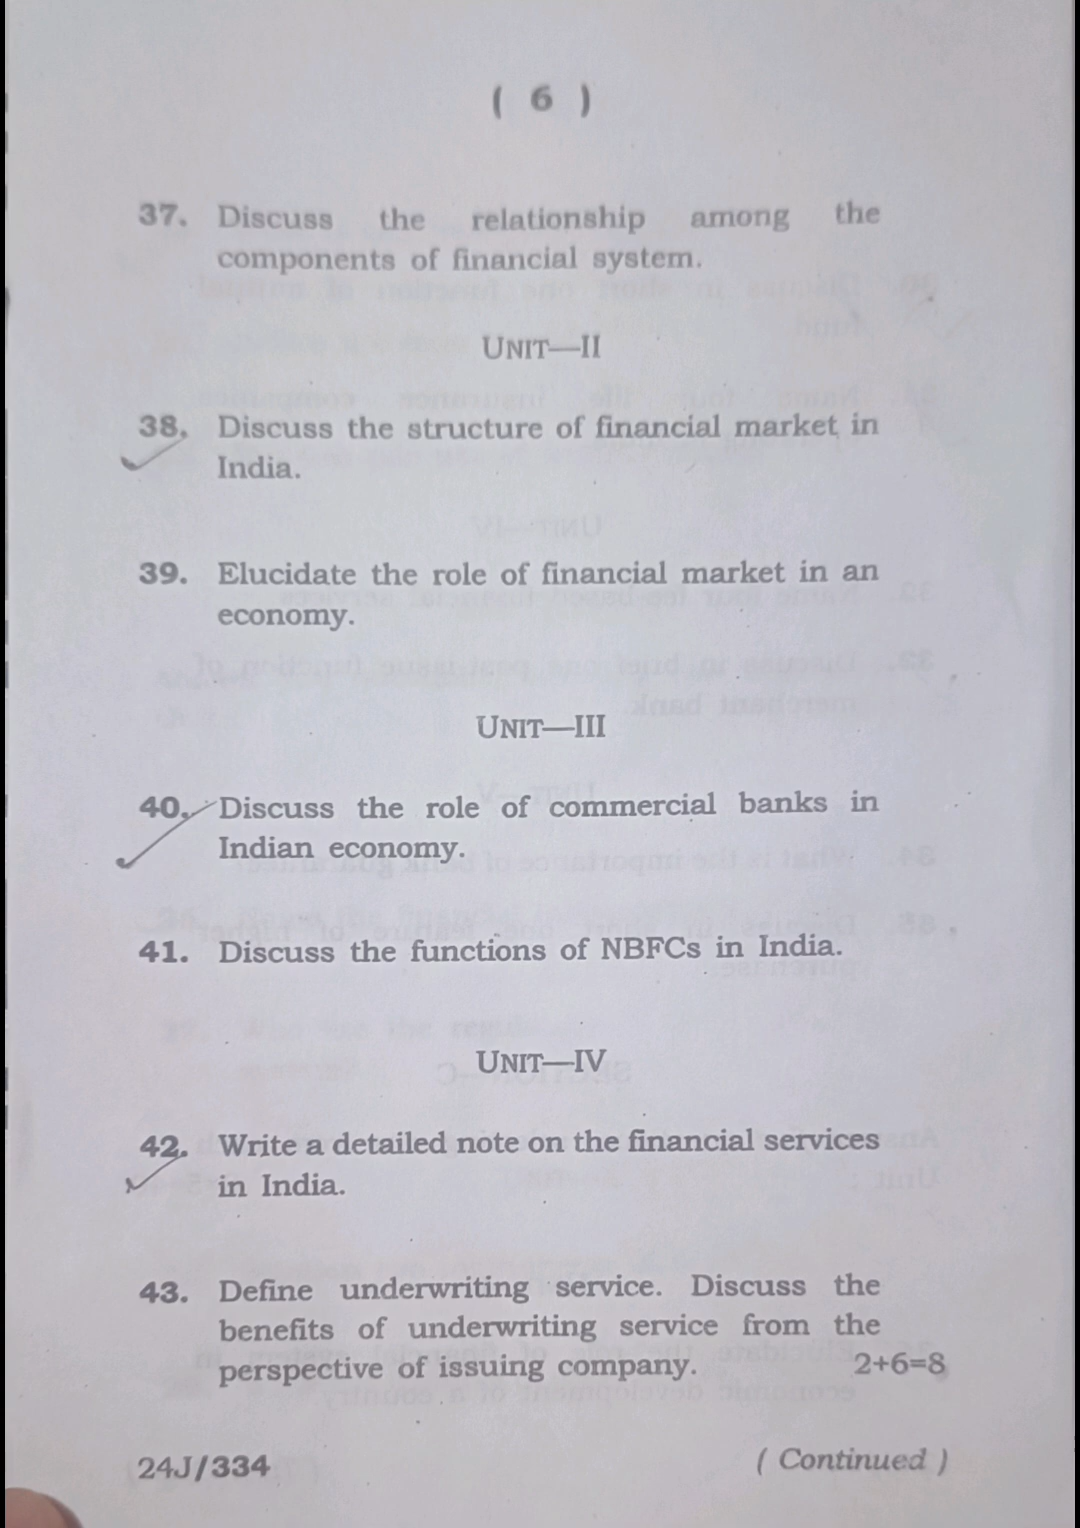 ( 6 )
37. Discuss the relationship among the
components of financial system.
UNIT—II
38. Discuss the structure of financial market in
India.
39. Elucidate the role of financial market in an
economy.
UNIT—III
40. Discuss the role of commercial banks in
Indian economy.
41. Discuss the functions of NBFCs in India.
UNIT—IV
42. Write a detailed note on the financial services
in India.
43. Define underwriting service. Discuss the
benefits of underwriting service from the
perspective of issuing company. 2+6=8
24J/334 ( Continued )